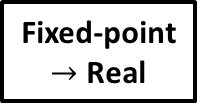 Fixed-point
→ Real